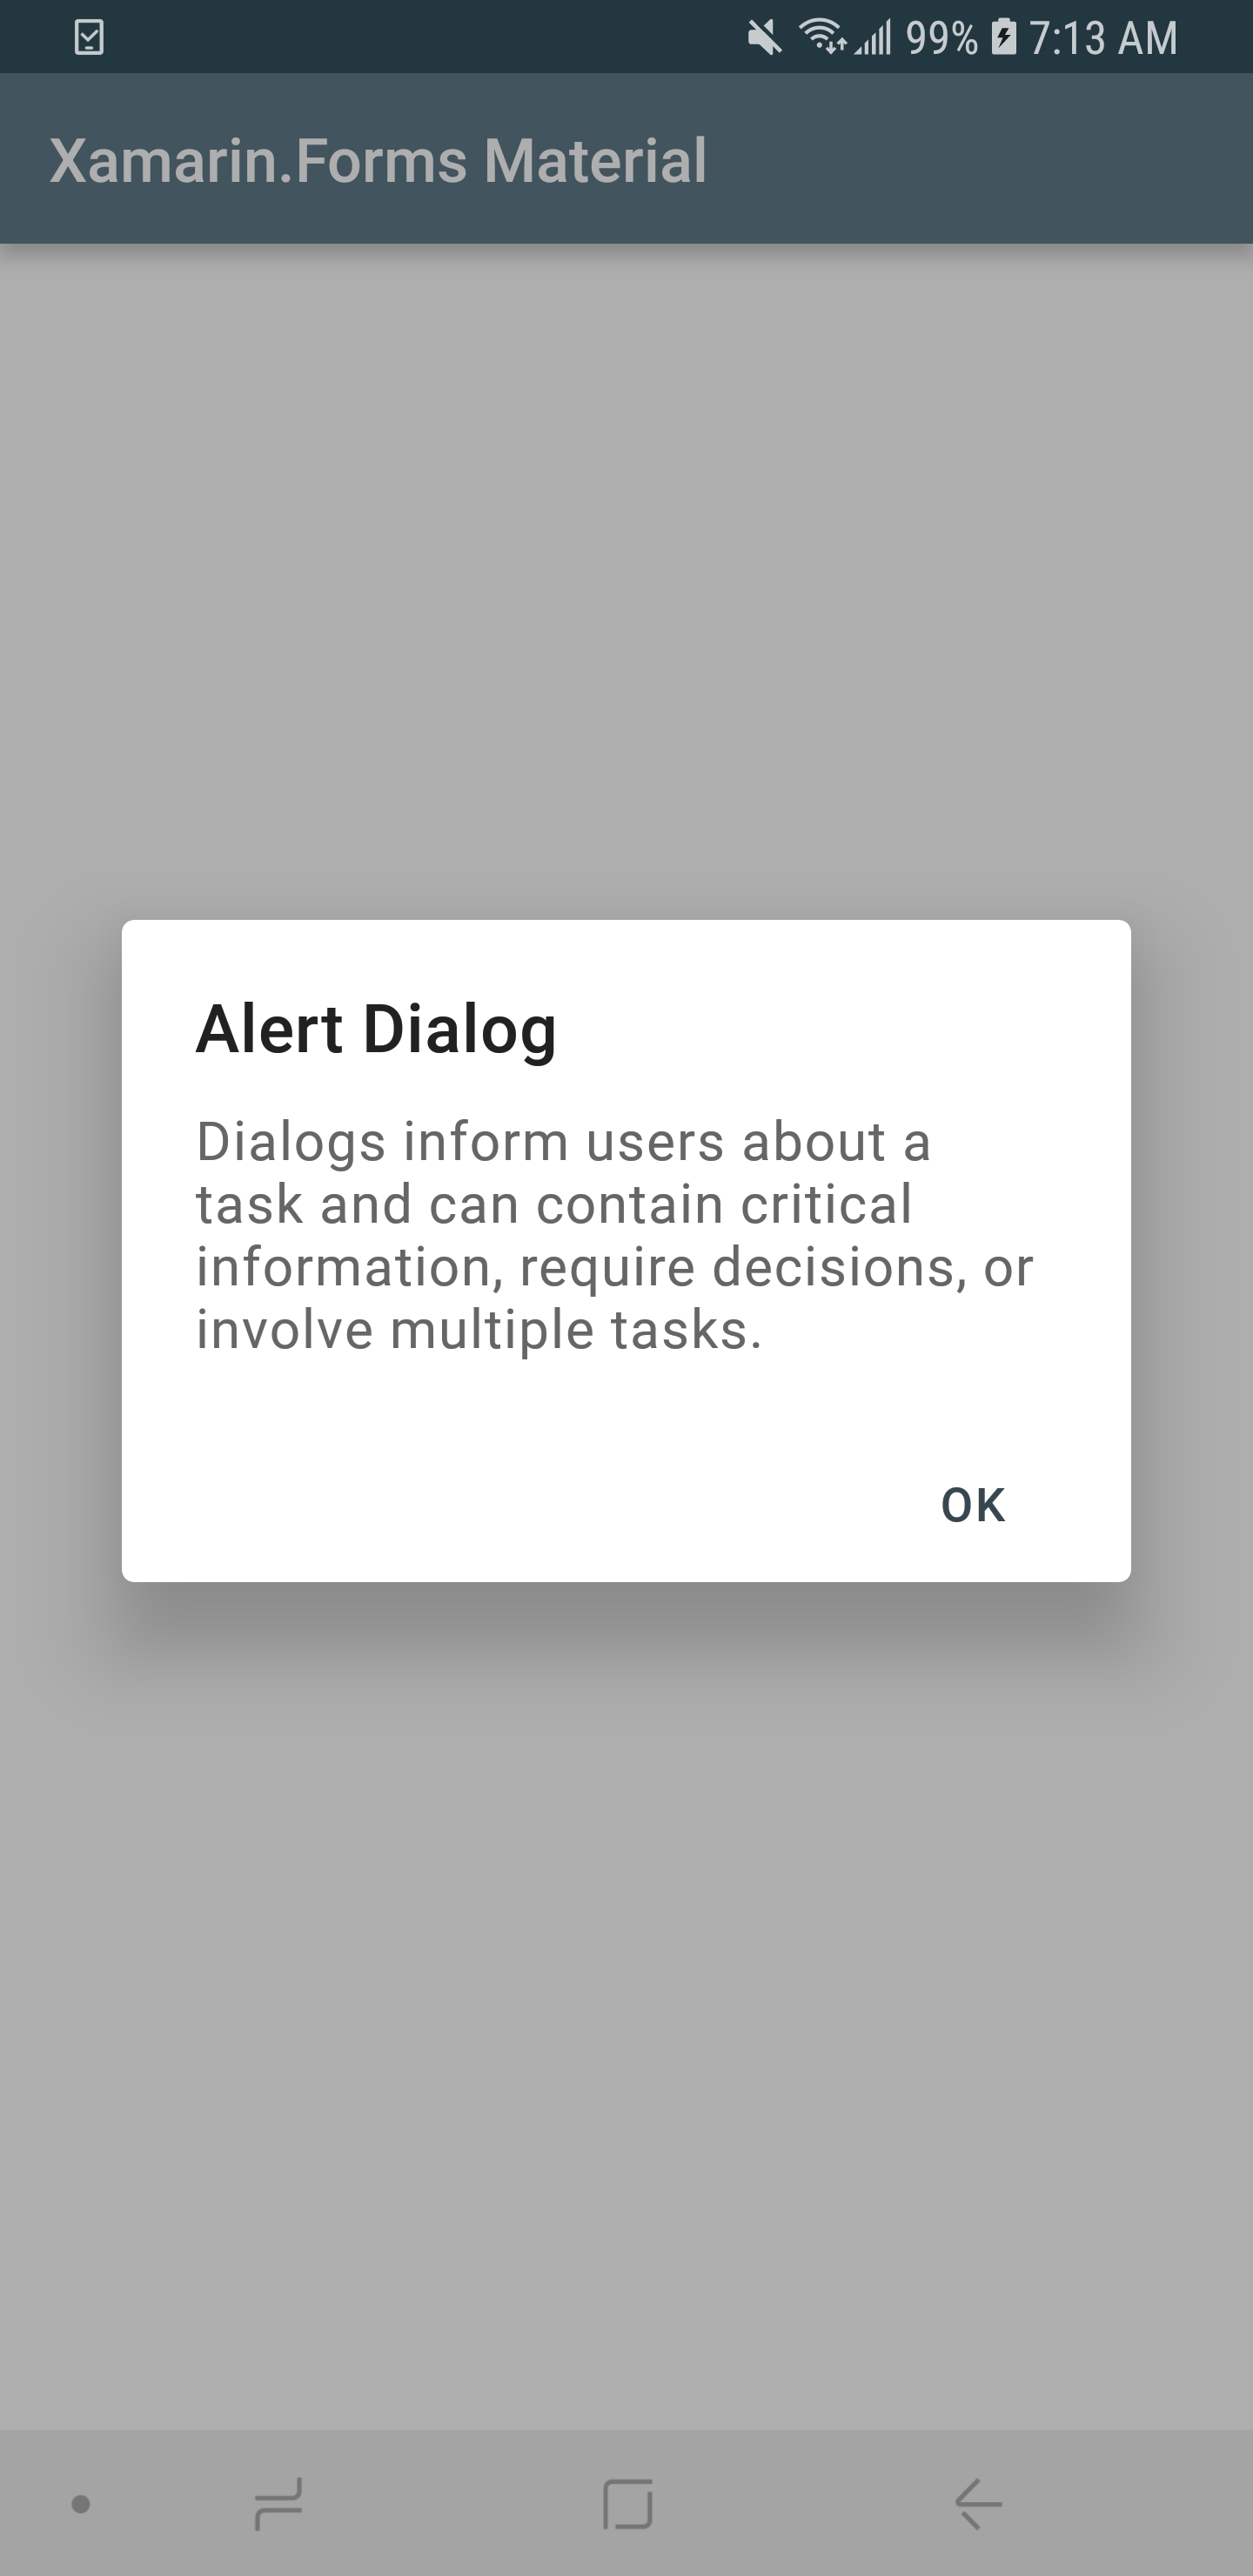 99% 7:13 AM
Xamarin.Forms Material
Alert Dialog
Dialogs inform users about a
task and can contain critical
information, require decisions, or
involve multiple tasks.
OK